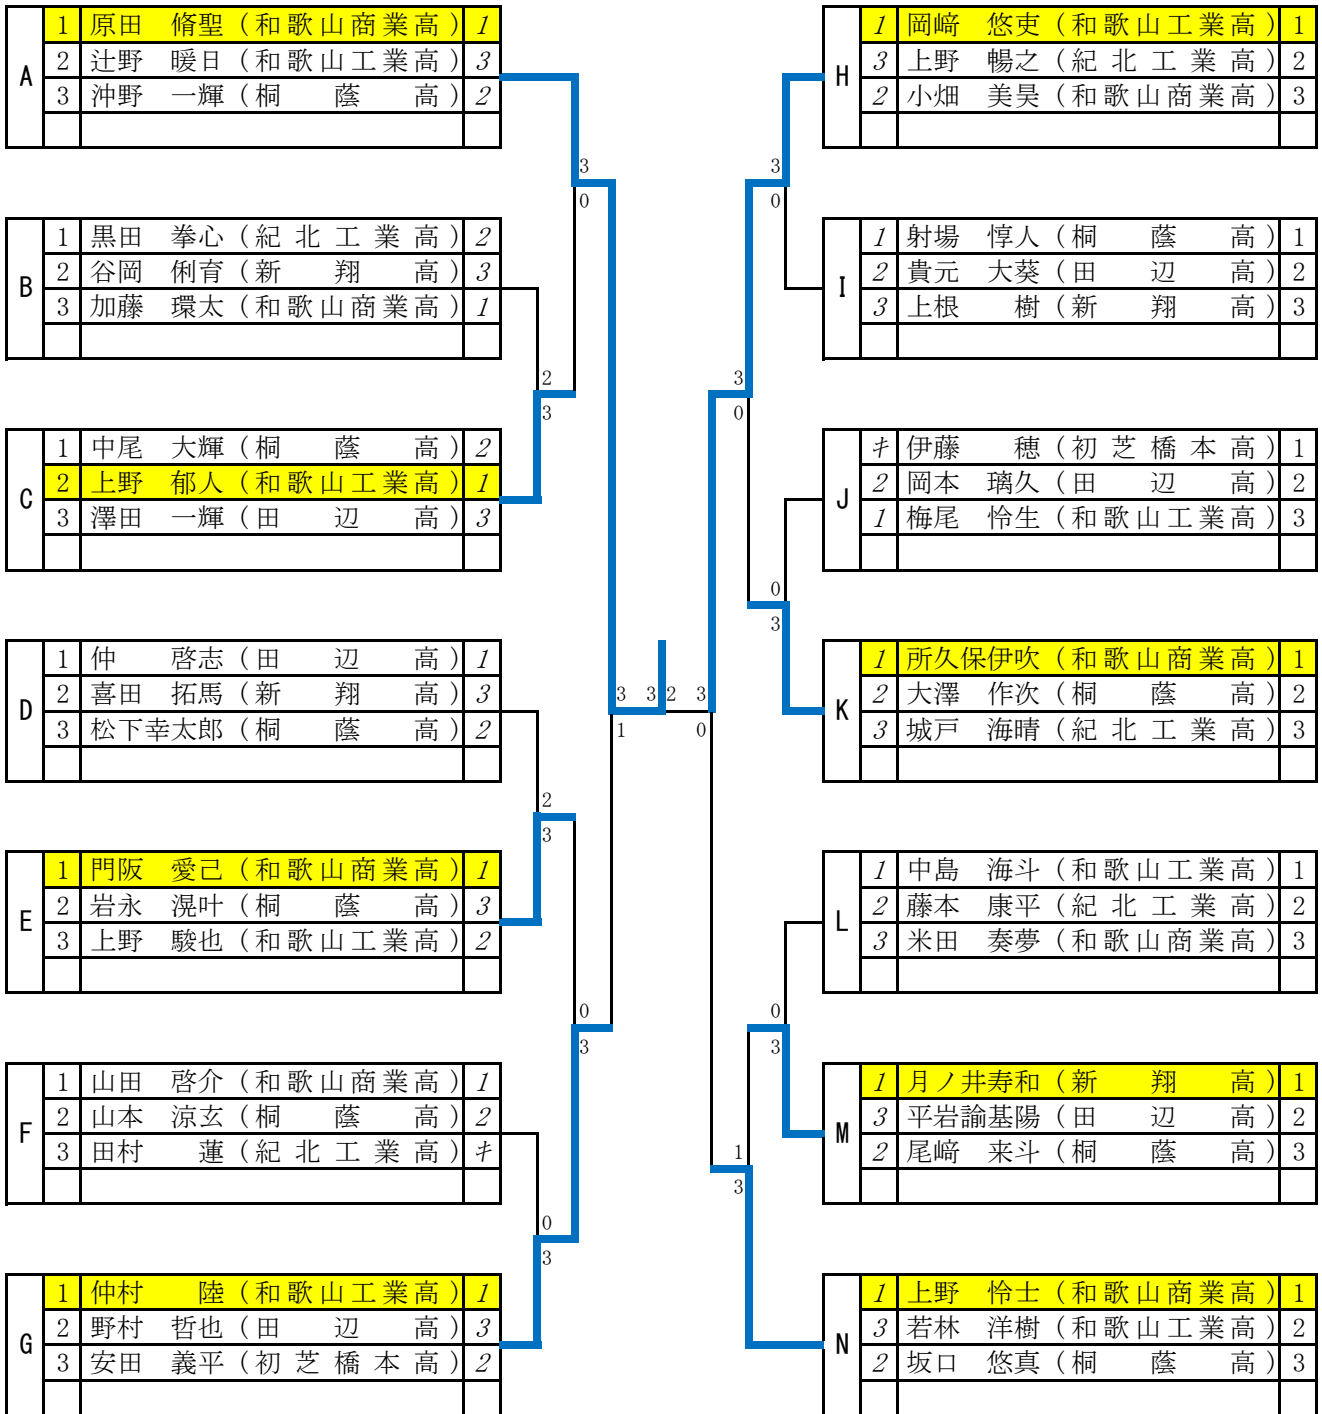 A
1 原田 脩聖（和歌山商業高） 1
2 辻野 暖日（和歌山工業高） 3
3 沖野 一輝（桐蔭高） 2
B
1 黒田 拳心（紀北工業高） 2
2 谷岡 俐育（新翔高） 3
3 加藤 環太（和歌山商業高） 1
C
1 中尾 大輝（桐蔭高） 2
2 上野 郁人（和歌山工業高） 1
3 澤田 一輝（田辺高） 3
D
1 仲 啓志（田辺高） 1
2 喜田 拓馬（新翔高） 3
3 松下幸太郎（桐蔭高） 2
E
1 門阪 愛己（和歌山商業高） 1
2 岩永 滉叶（桐蔭高） 3
3 上野 駿也（和歌山工業高） 2
F
1 山田 啓介（和歌山商業高） 1
2 山本 涼玄（桐蔭高） 2
3 田村 蓮（紀北工業高） キ
G
1 仲村 陸（和歌山工業高） 1
2 野村 哲也（田辺高） 3
3 安田 義平（初芝橋本高） 2
3
0
2
3
2
3
0
3
0
3
3
1
3 2
3
0
3
0
3
0
0
3
0
3
1
3
H
1 岡﨑 悠吏（和歌山工業高） 1
3 上野 暢之（紀北工業高） 2
2 小畑 美昊（和歌山商業高） 3
I
1 射場 惇人（桐蔭高） 1
2 貴元 大葵（田辺高） 2
3 上根 樹（新翔高） 3
J
キ 伊藤 穂（初芝橋本高） 1
2 岡本 璃久（田辺高） 2
1 梅尾 怜生（和歌山工業高） 3
K
1 所久保伊吹（和歌山商業高） 1
2 大澤 作次（桐蔭高） 2
3 城戸 海晴（紀北工業高） 3
L
1 中島 海斗（和歌山工業高） 1
2 藤本 康平（紀北工業高） 2
3 米田 奏夢（和歌山商業高） 3
M
1 月ノ井寿和（新翔高） 1
3 平岩諭基陽（田辺高） 2
2 尾﨑 来斗（桐蔭高） 3
N
1 上野 怜士（和歌山商業高） 1
3 若林 洋樹（和歌山工業高） 2
2 坂口 悠真（桐蔭高） 3